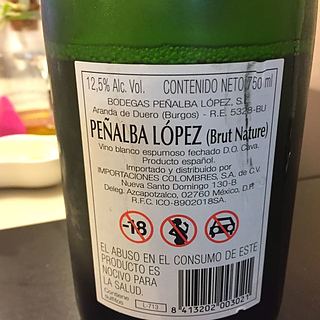 12,5% Alc. Vol. CONTENIDO NETO 750 ml
BODEGAS PEÑALBA LÓPEZ, S.L.
Aranda de Duero (Burgos) - R.E. 5328-BU
PEÑALBA LÓPEZ (Brut Nature)
Vino blanco espumoso fechado D.O. Cava.
Producto español.
Importado y distribuido por
IMPORTACIONES COLOMBRES, S.A. de C.V.
Nueva Santo Domingo 130-B
Deleg. Azcapotzalco, 02760 México, D.F.
R.F.C. ICO-8902018SA.
-18
EL ABUSO EN EL CONSUMO DE ESTE
PRODUCTO ES
NOCIVO PARA
LA SALUD.
Contiene
sulfitos
L-713
8 413202 003021